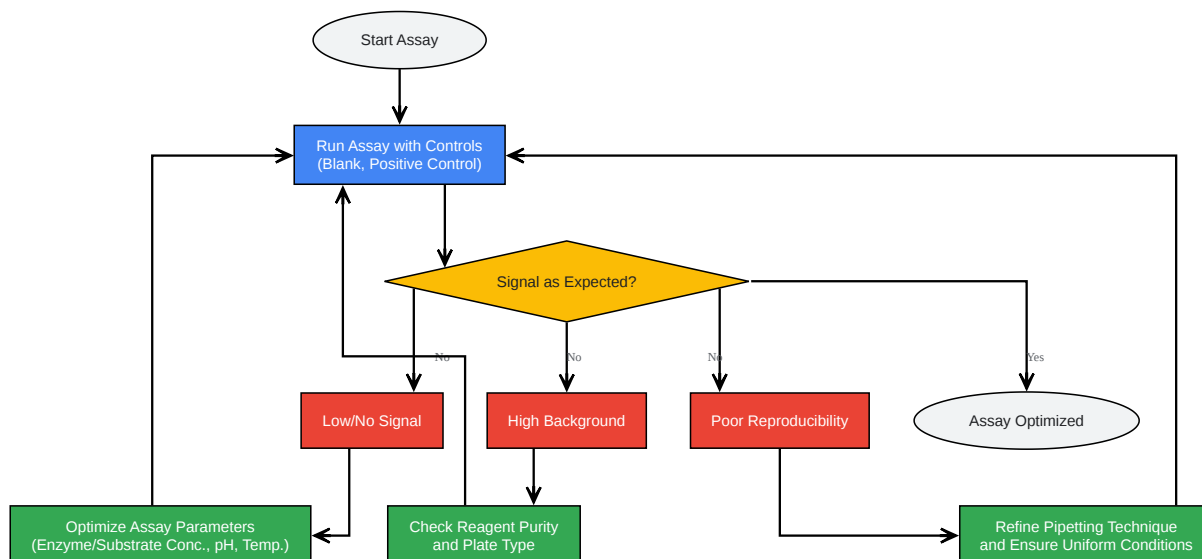 Start Assay
Run Assay with Controls
(Blank, Positive Control)
Signal as Expected?
No
No
No
Yes
Low/No Signal
High Background
Poor Reproducibility
Assay Optimized
Optimize Assay Parameters
(Enzyme/Substrate Conc., pH, Temp.)
Check Reagent Purity
and Plate Type
Refine Pipetting Technique
and Ensure Uniform Conditions